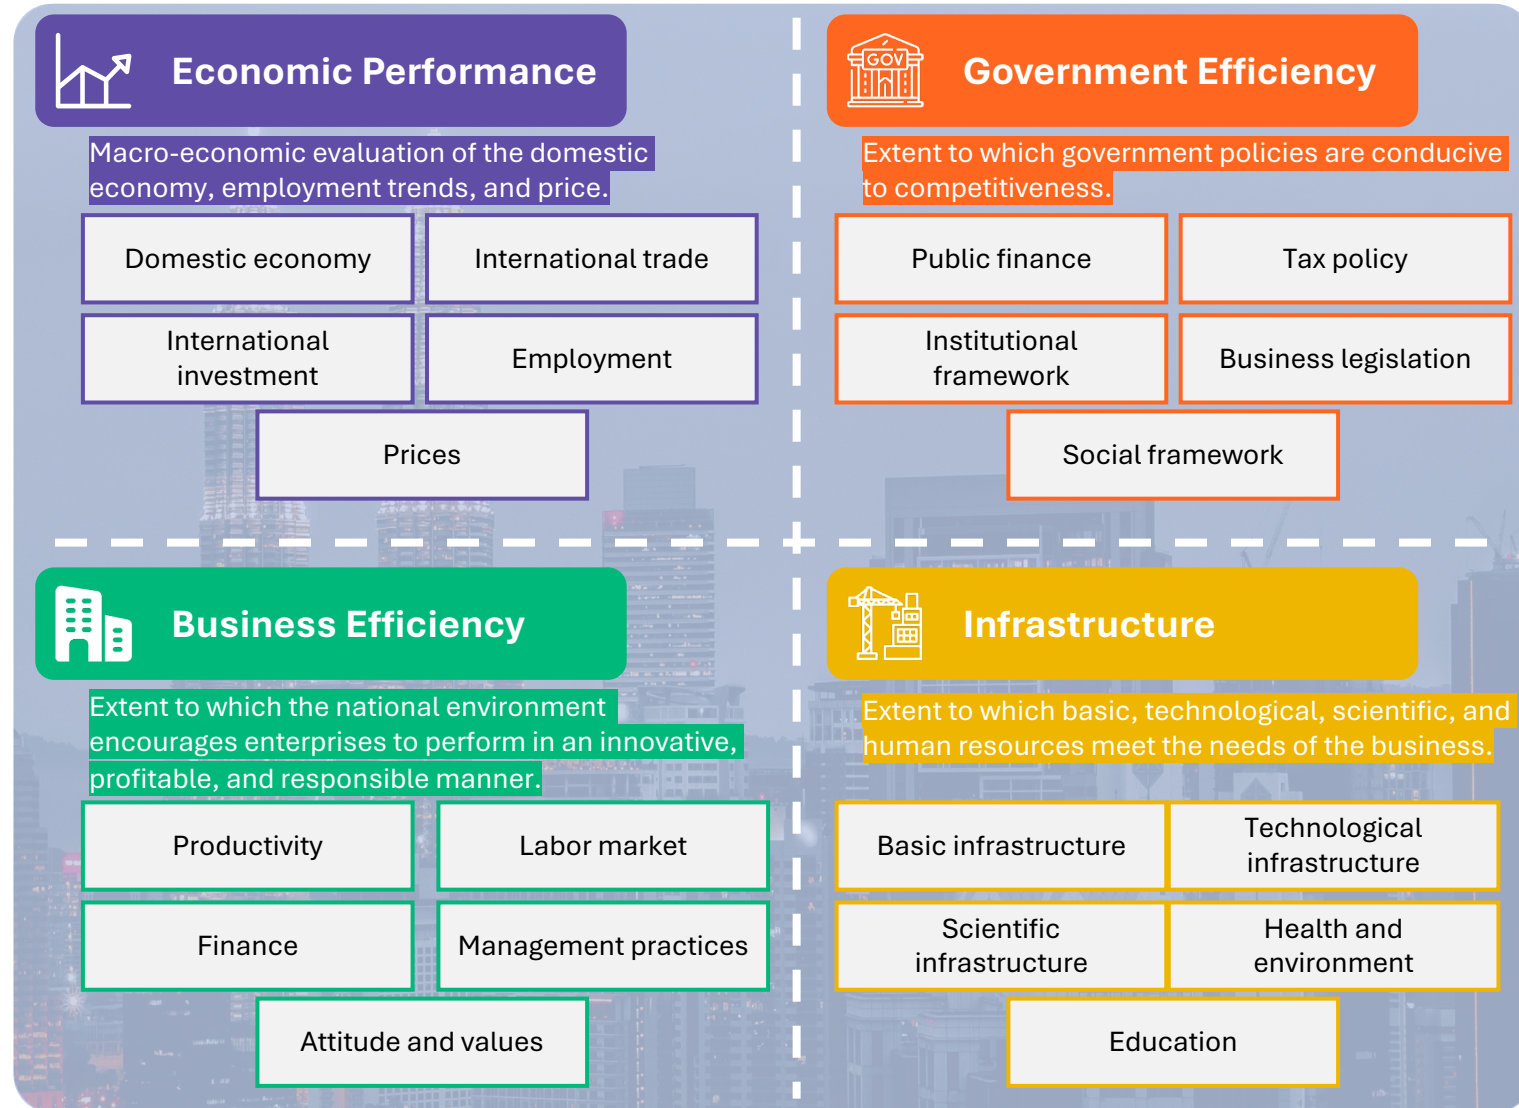 Economic Performance
Macro-economic evaluation of the domestic
economy, employment trends, and price.
Domestic economy
International trade
International
investment
Employment
Prices
GOV
Government Efficiency
Extent to which government policies are conducive
to competitiveness.
Public finance
Tax policy
Institutional
framework
Business legislation
Social framework
Business Efficiency
Extent to which the national environment
encourages enterprises to perform in an innovative,
profitable, and responsible manner.
Productivity
Labor market
Finance
Management practices
Attitude and values
Infrastructure
Extent to which basic, technological, scientific, and
human resources meet the needs of the business.
Basic infrastructure
Technological
infrastructure
Scientific
infrastructure
Health and
environment
Education